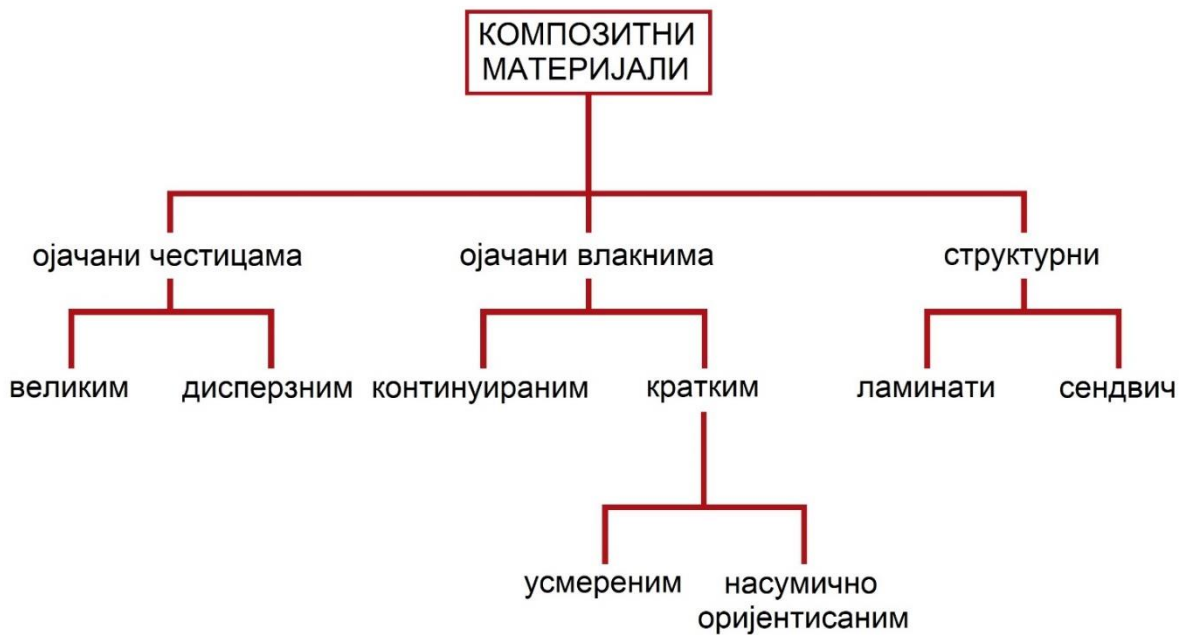 КОМПОЗИТНИ
МАТЕРИЈАЛИ
ојачани честицама
ојачани влакнима
структурни
великим
дисперзним
континуираним
кратким
ламинати
сендвич
усмереним
насумично
оријентисаним